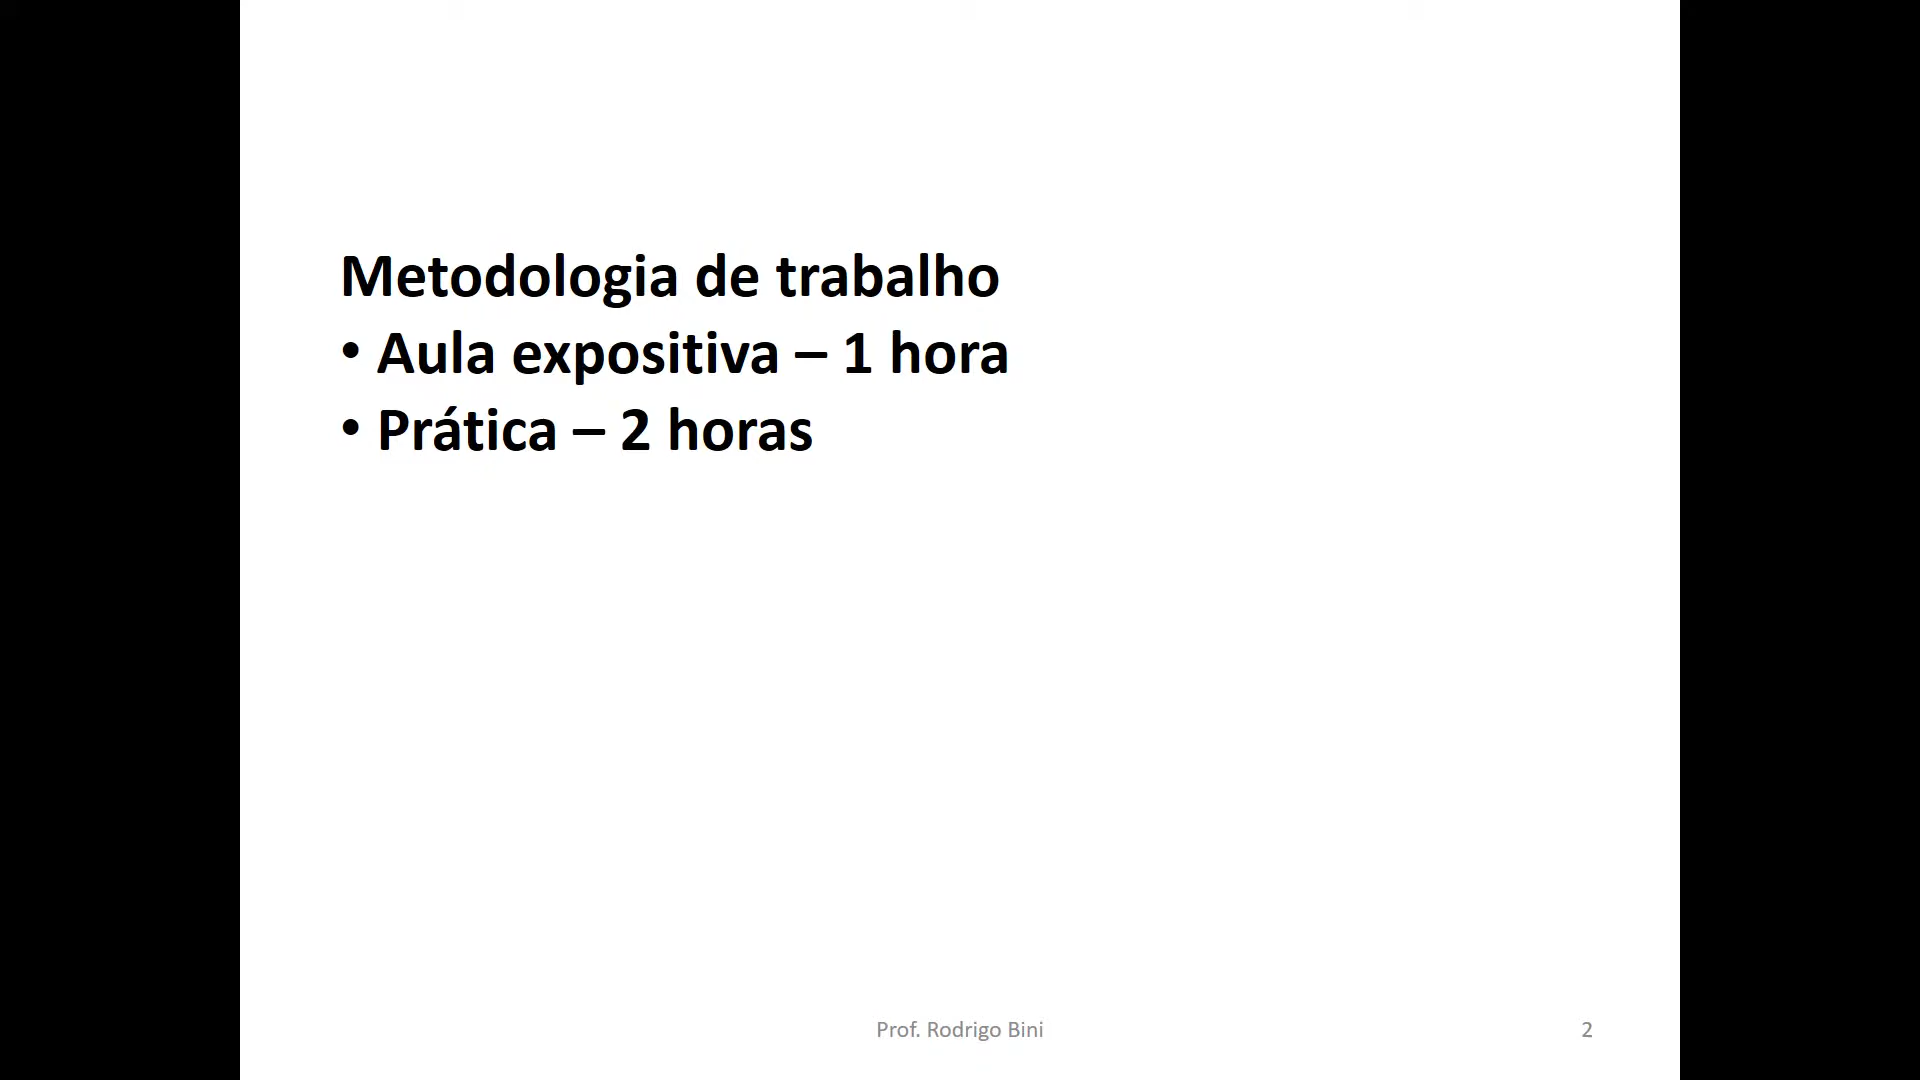 Metodologia de trabalho
• Aula expositiva – 1 hora
• Prática – 2 horas
Prof. Rodrigo Bini
2